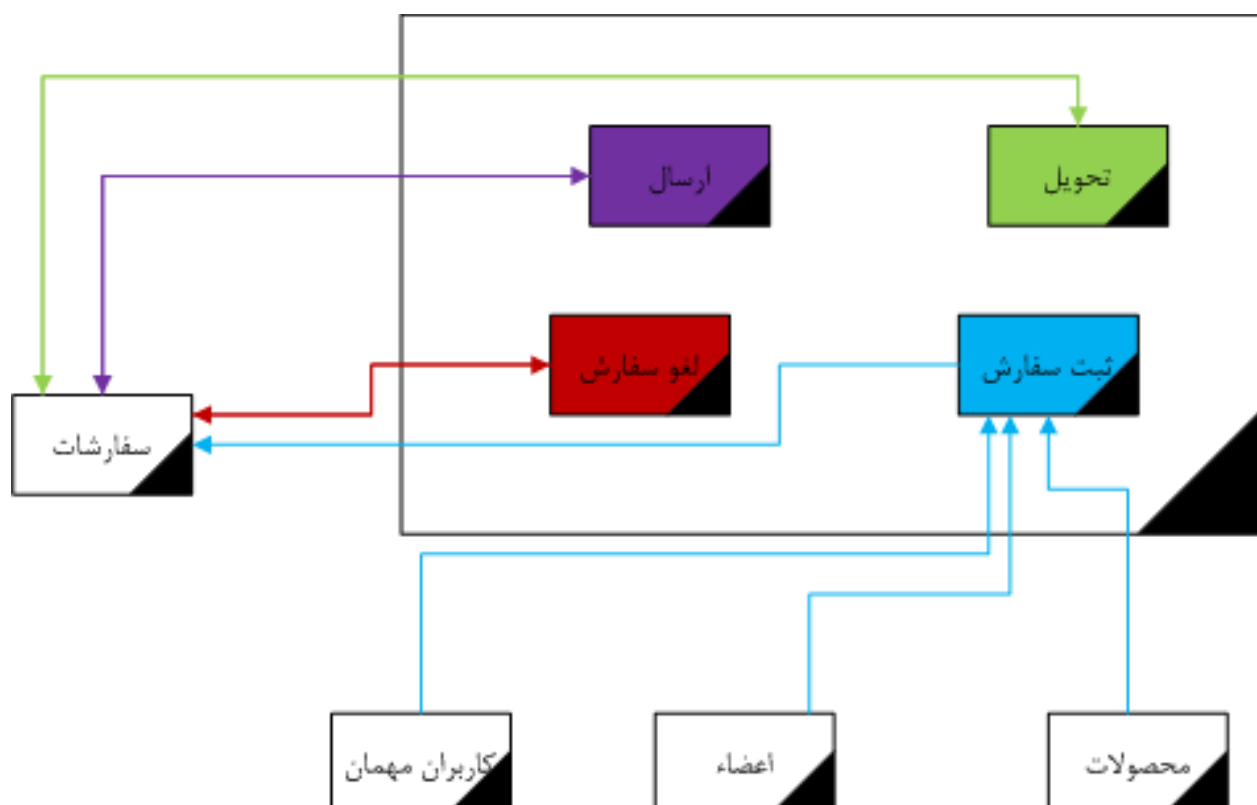 تحویل
ارسال
ثبت سفارش
لغو سفارش
سفارشات
محصولات
اعضاء
کاربران مهمان